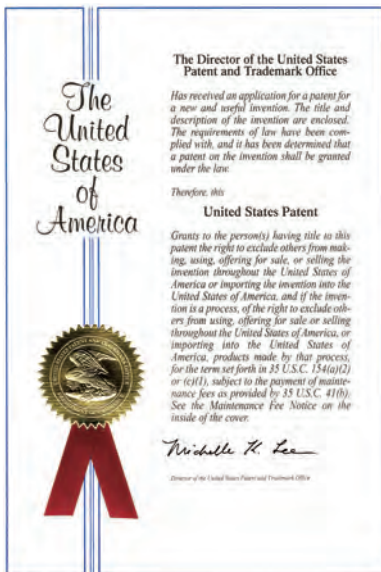 The
United
States
of
America
The Director of the United States
Patent and Trademark Office
Has received an application for a patent for
a new and useful invention. The title and
description of the invention are enclosed.
The requirements of law have been com-
plied with, and it has been determined that
a patent on the invention shall be granted
under the law.
Therefore, this
United States Patent
Grants to the person(s) having title to this
patent the right to exclude others from mak-
ing, using, offering for sale, or selling the
invention throughout the United States of
America or importing the invention into the
United States of America, and if the inven-
tion is a process, of the right to exclude oth-
ers from using, offering for sale or selling
throughout the United States of America, or
importing into the United States of
America, products made by that process,
for the term set forth in 35 U.S.C. 154(a)(2)
or (c)(1), subject to the payment of mainte-
nance fees as provided by 35 U.S.C. 41(b).
See the Maintenance Fee Notice on the
inside of the cover.
Michelle K. Lee
Director of the United States Patent and Trademark Office